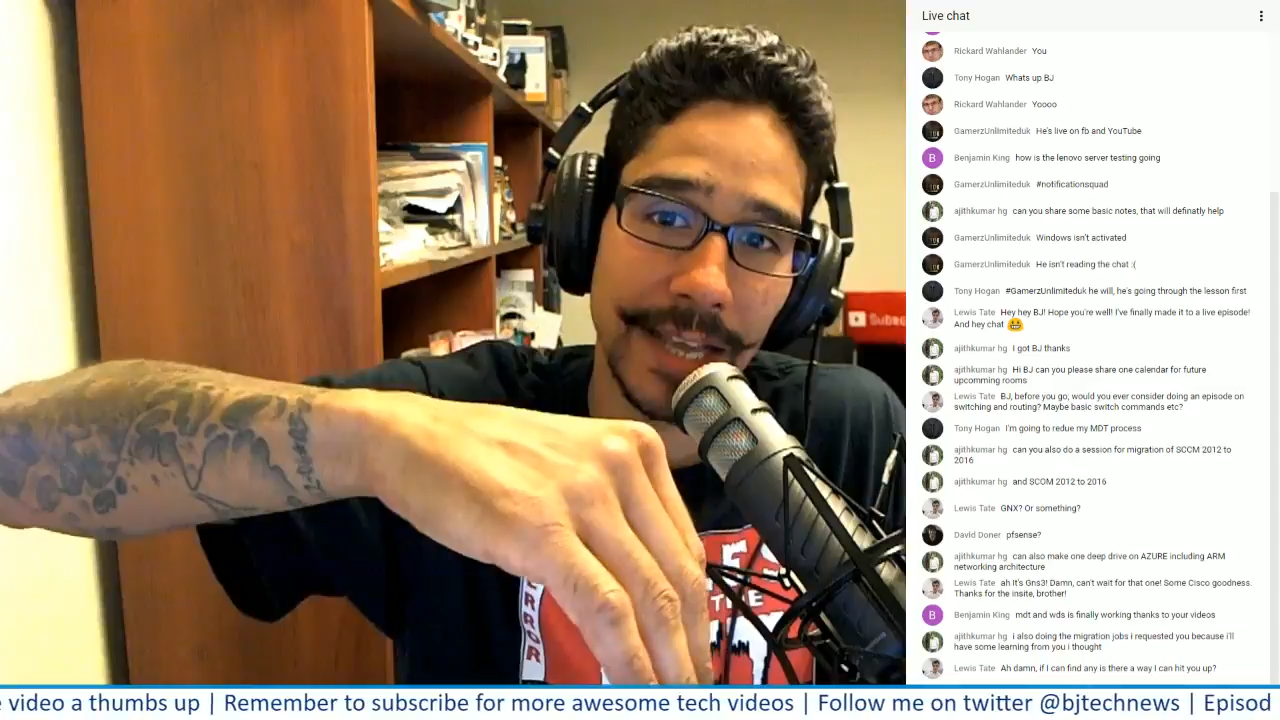 Live chat
Rickard Wahlander You
Tony Hogan Whats up BJ
Rickard Wahlander Yoooo
GamerzUnlimiteduk He's live on fb and YouTube
B Benjamin King how is the lenovo server testing going
GamerzUnlimiteduk #notificationsquad
ajithkumar hg can you share some basic notes, that will definatly help
GamerzUnlimiteduk Windows isn't activated
GamerzUnlimiteduk He isn't reading the chat :(
Tony Hogan #GamerzUnlimiteduk he will, he's going through the lesson first
Lewis Tate Hey hey BJ! Hope you're well! I've finally made it to a live episode!
And hey chat 😀
ajithkumar hg I got BJ thanks
ajithkumar hg Hi BJ can you please share one calendar for future
upcomming rooms
Lewis Tate BJ, before you go, would you ever consider doing an episode on
switching and routing? Maybe basic switch commands etc?
Tony Hogan I'm going to redue my MDT process
ajithkumar hg can you also do a session for migration of SCCM 2012 to
2016
ajithkumar hg and SCOM 2012 to 2016
Lewis Tate GNX? Or something?
David Doner pfsense?
ajithkumar hg can also make one deep drive on AZURE including ARM
networking architecture
Lewis Tate ah It's Gns3! Damn, can't wait for that one! Some Cisco goodness.
Thanks for the insite, brother!
B Benjamin King mdt and wds is finally working thanks to your videos
ajithkumar hg i also doing the migration jobs i requested you because i'll
have some learning from you i thought
Lewis Tate Ah damn, if I can find any is there a way I can hit you up?
THE
RROR
video a thumbs up | Remember to subscribe for more awesome tech videos | Follow me on twitter @bjtechnews | Episod